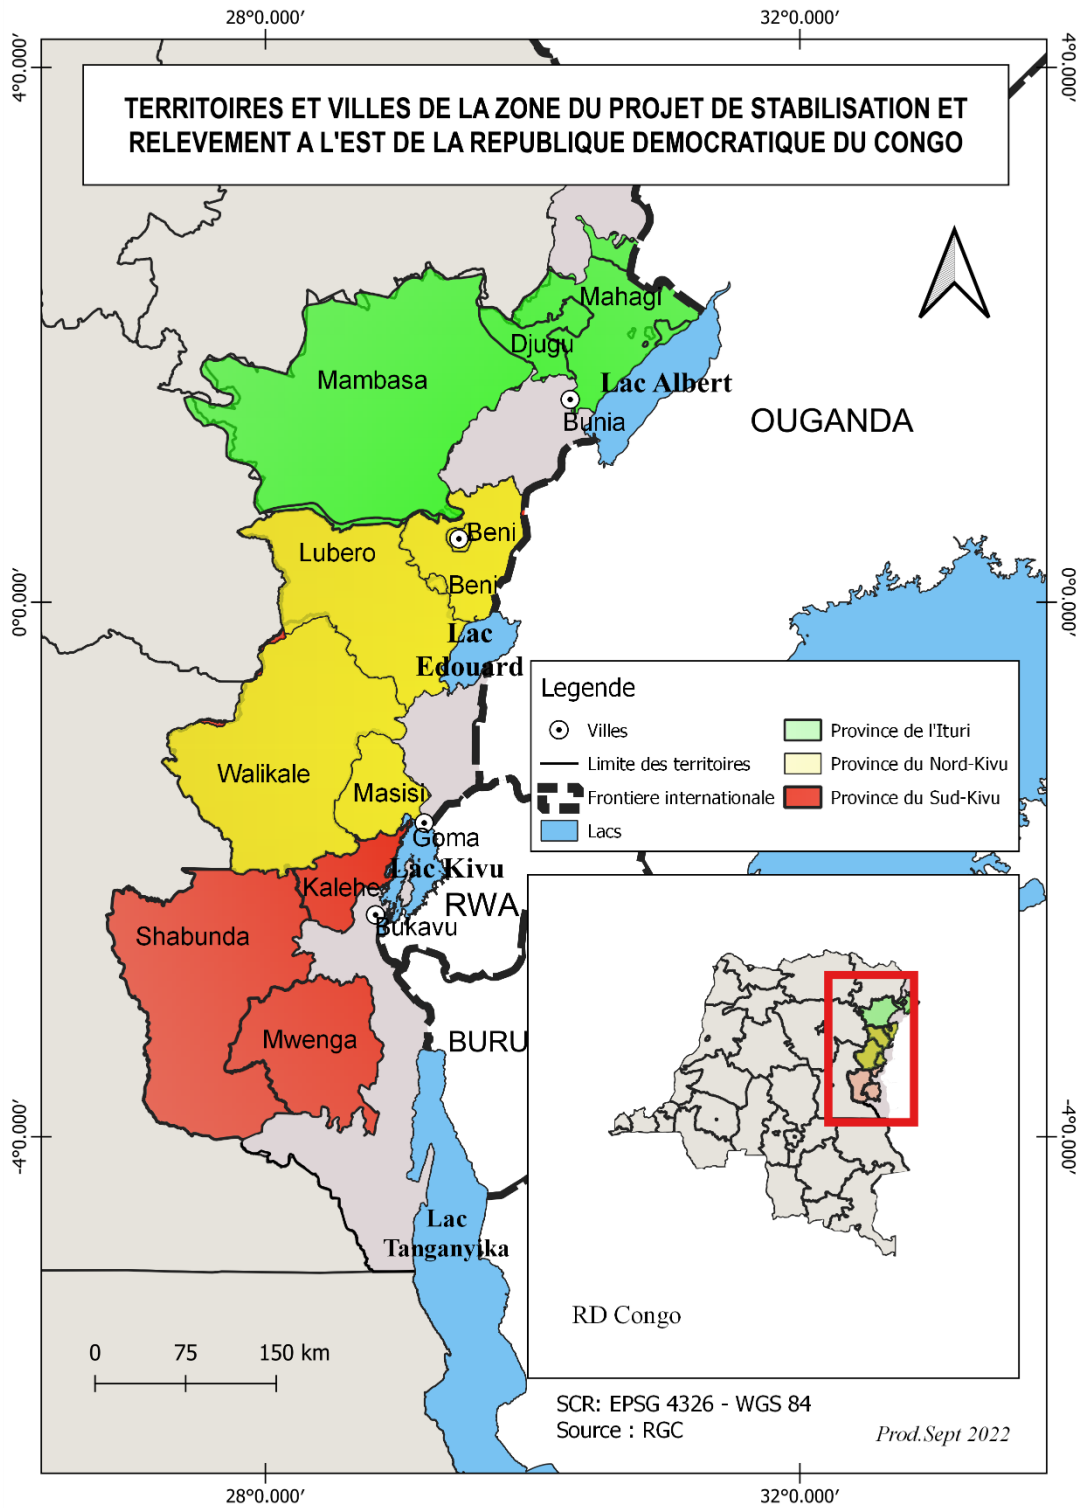 28°0.000′
32°0.000′
4°0.000′
4°0.000′
TERRITOIRES ET VILLES DE LA ZONE DU PROJET DE STABILISATION ET
RELEVEMENT A L'EST DE LA REPUBLIQUE DEMOCRATIQUE DU CONGO
Mahagi
Djugu
Mambasa
Lac Albert
Bunia
OUGANDA
Beni
Lubero
Beni
0°0.000′
0°0.000′
Lac
Edouard
Legende
Villes
Limite des territoires
Frontiere internationale
Lacs
Province de l'Ituri
Province du Nord-Kivu
Province du Sud-Kivu
Walikale
Masisi
Goma
Lac Kivu
Kalehe
RWA
Bukavu
Shabunda
Mwenga
BURU
-4°0.000′
-4°0.000′
Lac
Tanganyika
RD Congo
0 75 150 km
SCR: EPSG 4326 - WGS 84
Source : RGC
Prod.Sept 2022
28°0.000′
32°0.000′